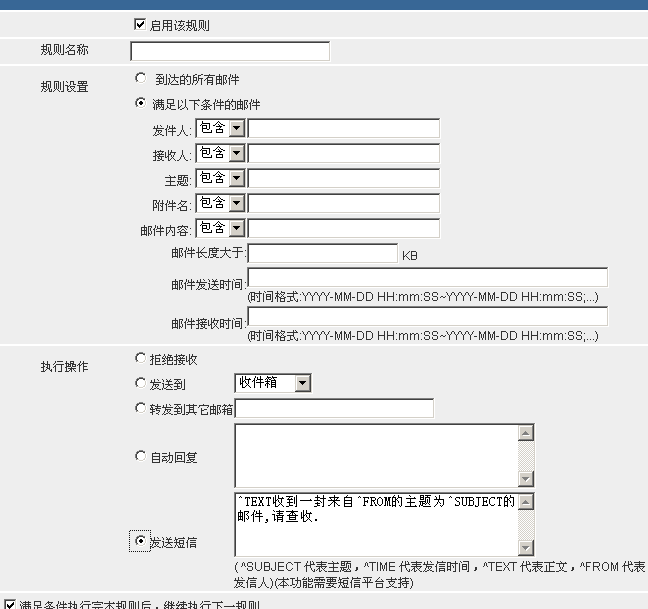 启用该规则
规则名称
规则设置
到达的所有邮件
满足以下条件的邮件
发件人: 包含
接收人: 包含
主题: 包含
附件名: 包含
邮件内容: 包含
邮件长度大于: KB
邮件发送时间:
(时间格式:YYYY-MM-DD HH:mm:SS~YYYY-MM-DD HH:mm:SS;...)
邮件接收时间:
(时间格式:YYYY-MM-DD HH:mm:SS~YYYY-MM-DD HH:mm:SS;...)
执行操作
拒绝接收
发送到 收件箱
转发到其它邮箱
自动回复
^TEXT收到一封来自^FROM的主题为^SUBJECT的
邮件,请查收.
发送短信
( ^SUBJECT 代表主题，^TIME 代表发信时间，^TEXT 代表正文，^FROM 代表
发信人)(本功能需要短信平台支持)
满足条件执行完本规则后，继续执行下一规则